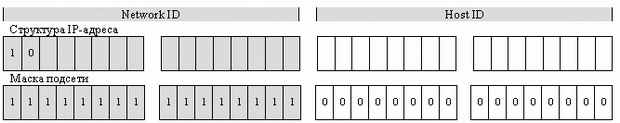 Network ID Host ID
Структура IP-адреса
1 0
Маска подсети
1 1 1 1 1 1 1 1 1 1 1 1 1 1 1 1 0 0 0 0 0 0 0 0 0 0 0 0 0 0 0 0